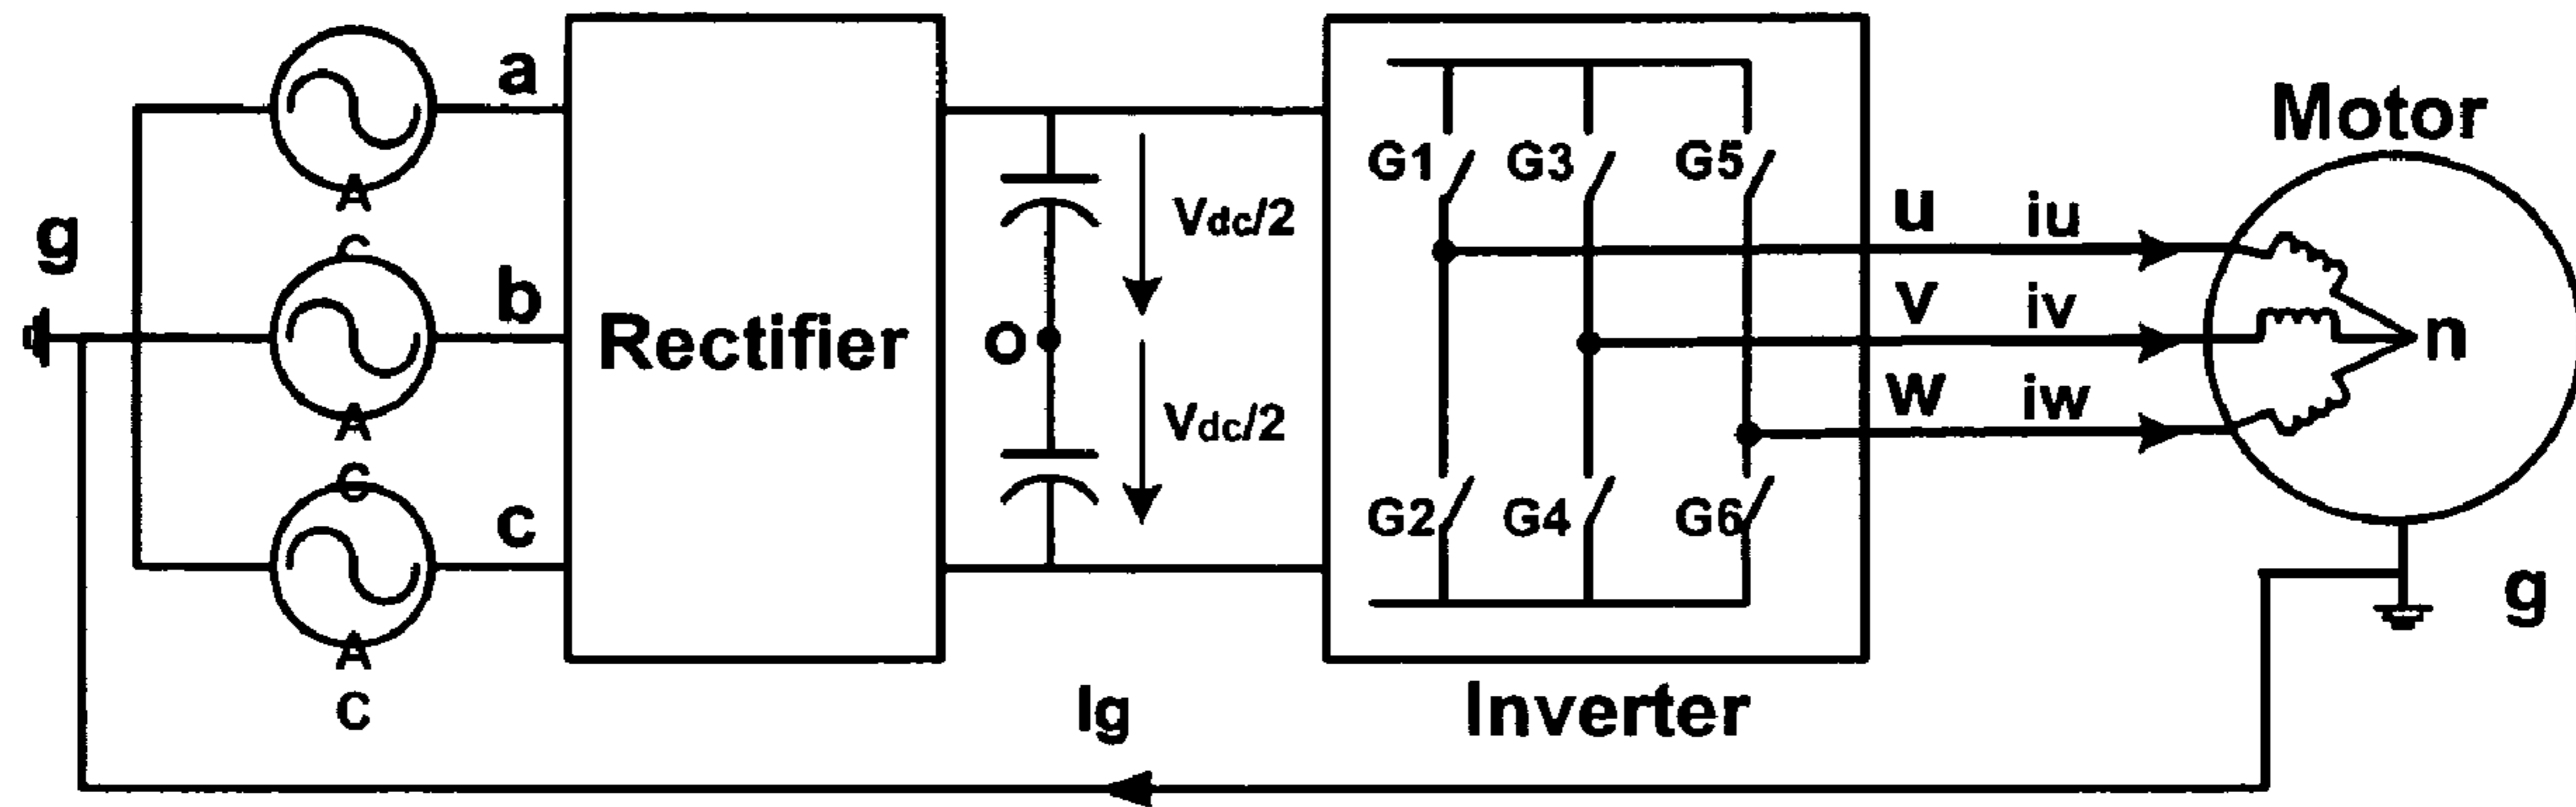 a
A
C
g
b
A
C
c
A
C
Rectifier
Vdc/2
o
Vdc/2
G1 G3 G5
G2 G4 G6
Inverter
u iu
v iv
w iw
Motor
n
g
Ig